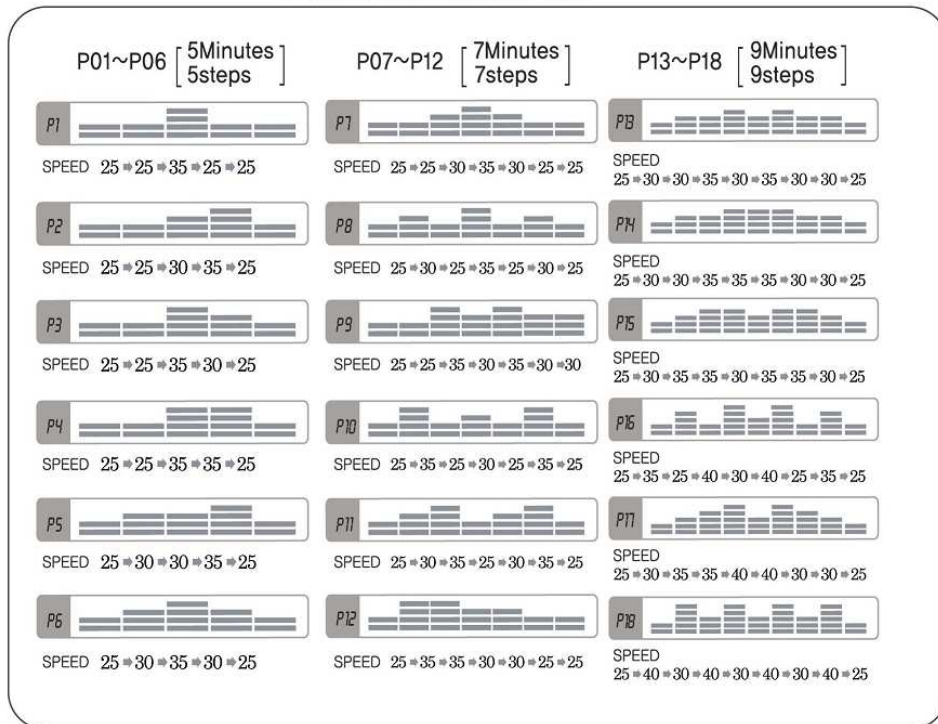 P01~P06 [ 5Minutes 5steps ]
P1
SPEED 25⇒25⇒35⇒25⇒25
P2
SPEED 25⇒25⇒30⇒35⇒25
P3
SPEED 25⇒25⇒35⇒30⇒25
P4
SPEED 25⇒25⇒35⇒35⇒25
P5
SPEED 25⇒30⇒30⇒35⇒25
P6
SPEED 25⇒30⇒35⇒30⇒25
P07~P12 [ 7Minutes 7steps ]
P7
SPEED 25⇒25⇒30⇒35⇒30⇒25⇒25
P8
SPEED 25⇒30⇒25⇒35⇒25⇒30⇒25
P9
SPEED 25⇒25⇒35⇒30⇒35⇒30⇒30
P10
SPEED 25⇒35⇒25⇒30⇒25⇒35⇒25
P11
SPEED 25⇒30⇒35⇒25⇒30⇒35⇒25
P12
SPEED 25⇒35⇒35⇒30⇒30⇒25⇒25
P13~P18 [ 9Minutes 9steps ]
P13
SPEED
25⇒30⇒30⇒35⇒30⇒35⇒30⇒30⇒25
P14
SPEED
25⇒30⇒30⇒35⇒35⇒35⇒30⇒30⇒25
P15
SPEED
25⇒30⇒35⇒35⇒30⇒35⇒35⇒30⇒25
P16
SPEED
25⇒35⇒25⇒40⇒30⇒40⇒25⇒35⇒25
P17
SPEED
25⇒30⇒35⇒35⇒40⇒40⇒30⇒30⇒25
P18
SPEED
25⇒40⇒30⇒40⇒30⇒40⇒30⇒40⇒25